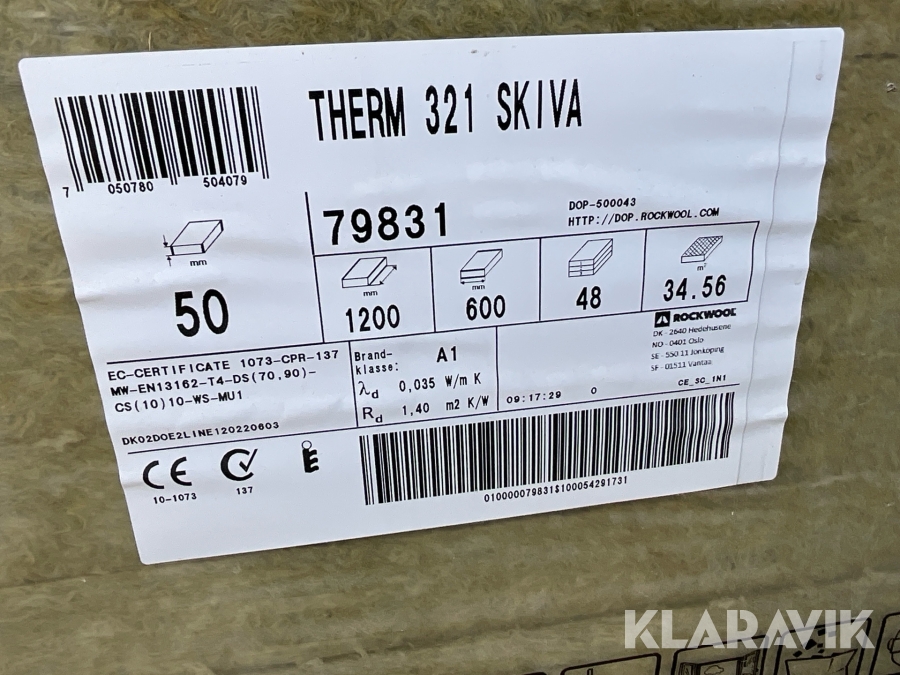 THERM 321 SKIVA
7 050780 504079
79831
DOP-500043
HTTP://DOP.ROCKWOOL.COM
mm
50
mm
1200
mm
600
48
m²
34.56
ROCKWOOL
DK - 2640 Hedehusene
NO - 0401 Oslo
SE - 550 11 Jonkoping
SF - 01511 Vantaa
EC-CERTIFICATE 1073-CPR-137
MW-EN13162-T4-DS(70,90)-
CS(10)10-WS-MU1
DK02DOE2LINE120220603
Brand-
klasse: A1
λd 0,035 W/m K
Rd 1,40 m2 K/W
09:17:29 0
CE_3C_1N1
CE
10-1073
137
010000079831$100054291731
KLARAVIK